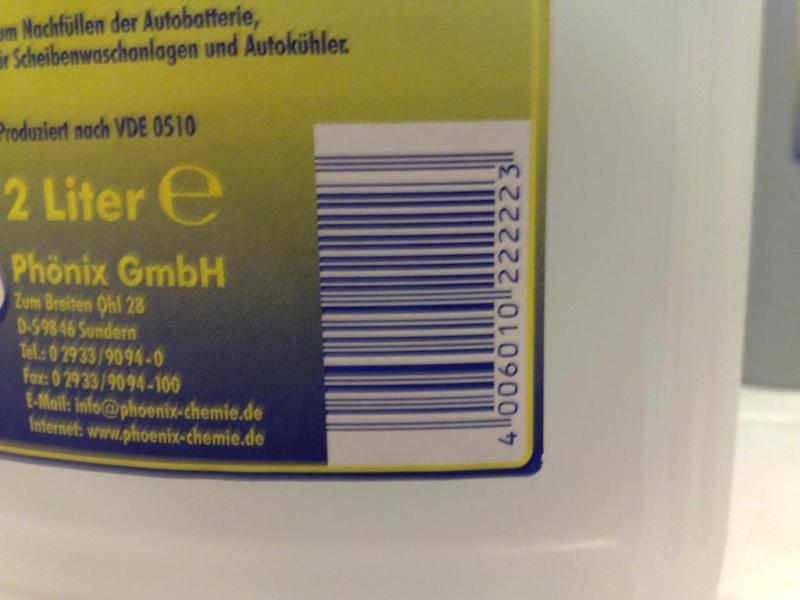 Nachfüllen der Autobatterie,
Scheibenwaschanlagen und Autokühler.
Produziert nach VDE 0510
2 Liter ℮
Phönix GmbH
Zum Breiten Ohl 28
D-59846 Sundern
Tel.: 0 2933/9094-0
Fax: 0 2933/9094-100
E-Mail: info@phoenix-chemie.de
Internet: www.phoenix-chemie.de
4 006010 222223